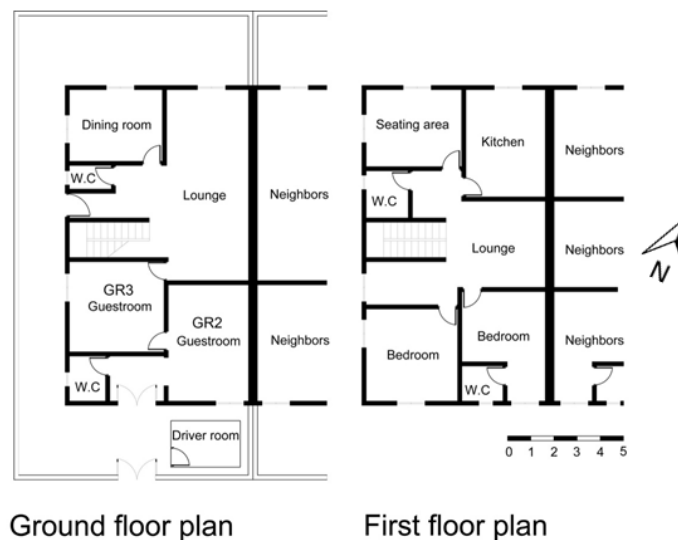 Dining room
W.C
Lounge
Neighbors
GR3
Guestroom
GR2
Guestroom
Neighbors
W.C
Driver room
Ground floor plan
Seating area
Kitchen
Neighbors
W.C
Lounge
Neighbors
Bedroom
Bedroom
Neighbors
W.C
N
0 1 2 3 4 5
First floor plan